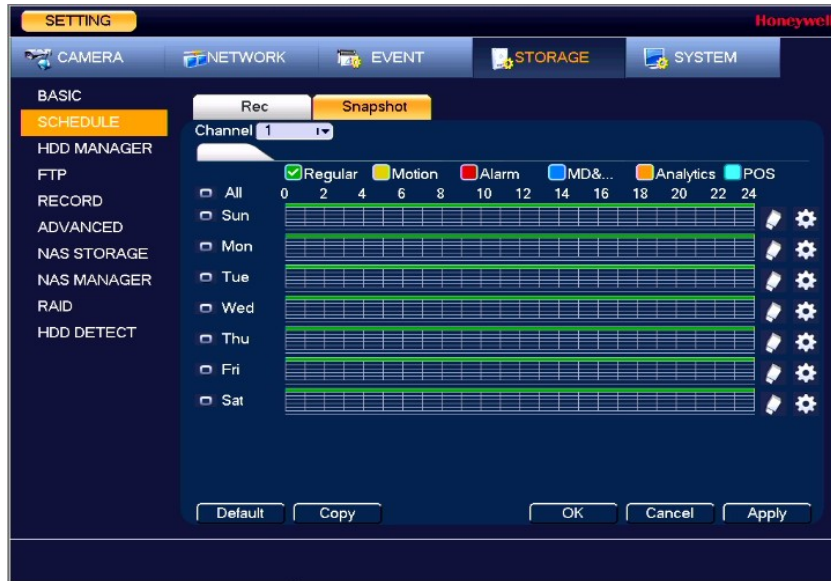 SETTING
Honeywel
CAMERA NETWORK EVENT STORAGE SYSTEM
BASIC
SCHEDULE
HDD MANAGER
FTP
RECORD
ADVANCED
NAS STORAGE
NAS MANAGER
RAID
HDD DETECT
Rec Snapshot
Channel 1
Regular Motion Alarm MD&... Analytics POS
All 0 2 4 6 8 10 12 14 16 18 20 22 24
Sun
Mon
Tue
Wed
Thu
Fri
Sat
Default Copy OK Cancel Apply